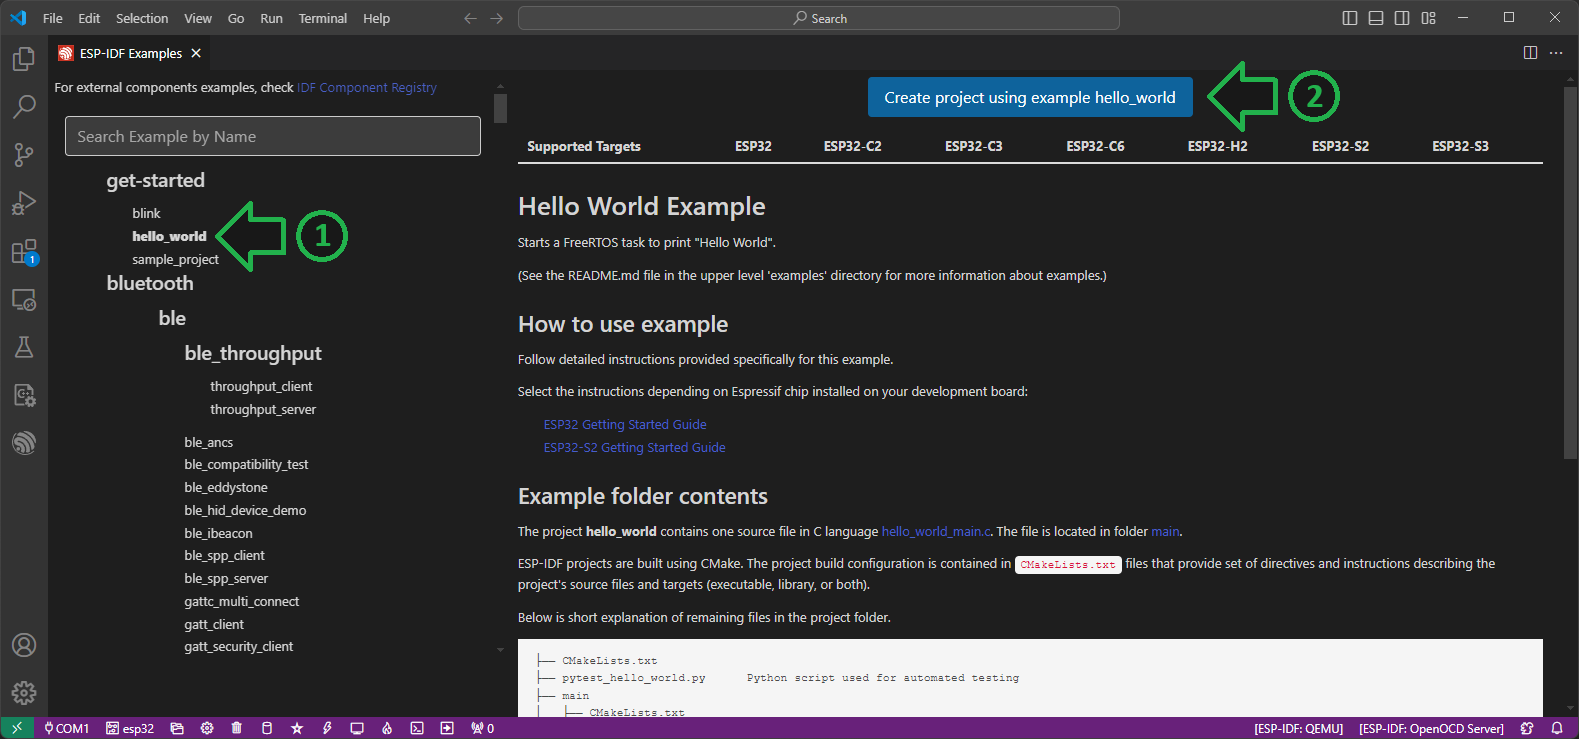 File Edit Selection View Go Run Terminal Help
Search
ESP-IDF Examples
For external components examples, check IDF Component Registry
Search Example by Name
get-started
blink
hello_world
1
sample_project
bluetooth
ble
ble_throughput
throughput_client
throughput_server
ble_ancs
ble_compatibility_test
ble_eddystone
ble_hid_device_demo
ble_ibeacon
ble_spp_client
ble_spp_server
gattc_multi_connect
gatt_client
gatt_security_client
1
Create project using example hello_world
2
Supported Targets ESP32 ESP32-C2 ESP32-C3 ESP32-C6 ESP32-H2 ESP32-S2 ESP32-S3
Hello World Example
Starts a FreeRTOS task to print "Hello World".
(See the README.md file in the upper level 'examples' directory for more information about examples.)
How to use example
Follow detailed instructions provided specifically for this example.
Select the instructions depending on Espressif chip installed on your development board:
ESP32 Getting Started Guide
ESP32-S2 Getting Started Guide
Example folder contents
The project hello_world contains one source file in C language hello_world_main.c. The file is located in folder main.
ESP-IDF projects are built using CMake. The project build configuration is contained in CMakeLists.txt files that provide set of directives and instructions describing the
project's source files and targets (executable, library, or both).
Below is short explanation of remaining files in the project folder.
├── CMakeLists.txt
├── pytest_hello_world.py Python script used for automated testing
├── main
│ ├── CMakeLists.txt
COM1 esp32 0 [ESP-IDF: QEMU] [ESP-IDF: OpenOCD Server]